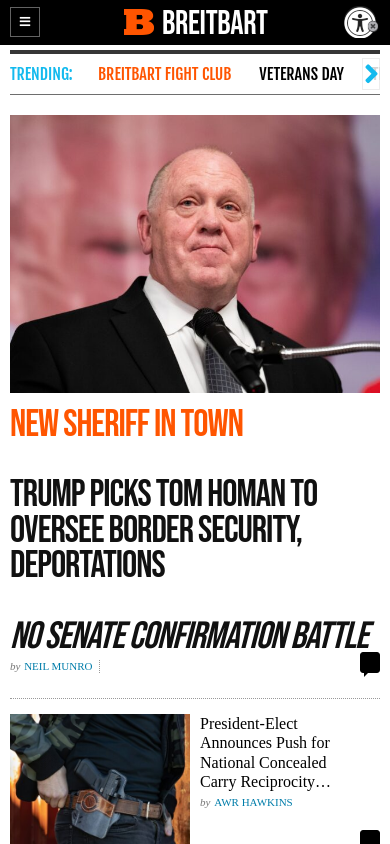 B BREITBART
TRENDING: BREITBART FIGHT CLUB VETERANS DAY
NEW SHERIFF IN TOWN
TRUMP PICKS TOM HOMAN TO
OVERSEE BORDER SECURITY,
DEPORTATIONS
NO SENATE CONFIRMATION BATTLE
by NEIL MUNRO
President-Elect
Announces Push for
National Concealed
Carry Reciprocity…
by AWR HAWKINS